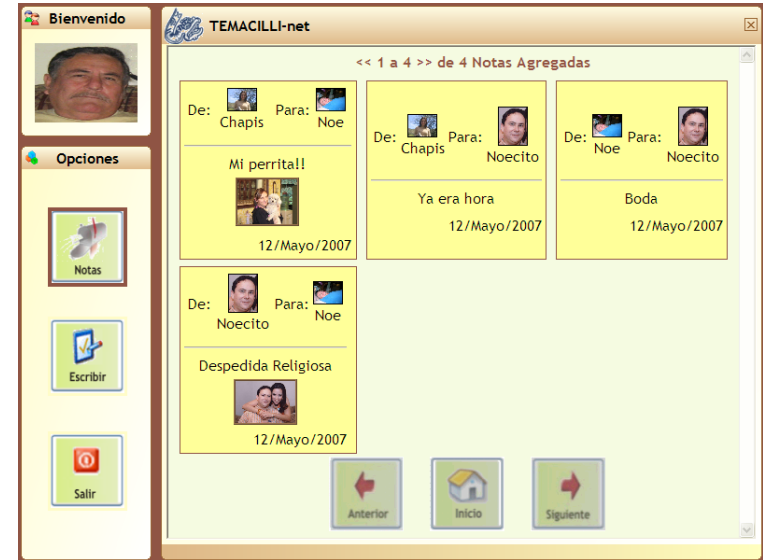 Bienvenido
Opciones
Notas
Escribir
Salir
TEMACILLI-net
<< 1 a 4 >> de 4 Notas Agregadas
De: Chapis Para: Noe
Mi perrita!!
12/Mayo/2007
De: Chapis Para: Noecito
Ya era hora
12/Mayo/2007
De: Noe Para: Noecito
Boda
12/Mayo/2007
De: Noecito Para: Noe
Despedida Religiosa
12/Mayo/2007
Anterior
Inicio
Siguiente